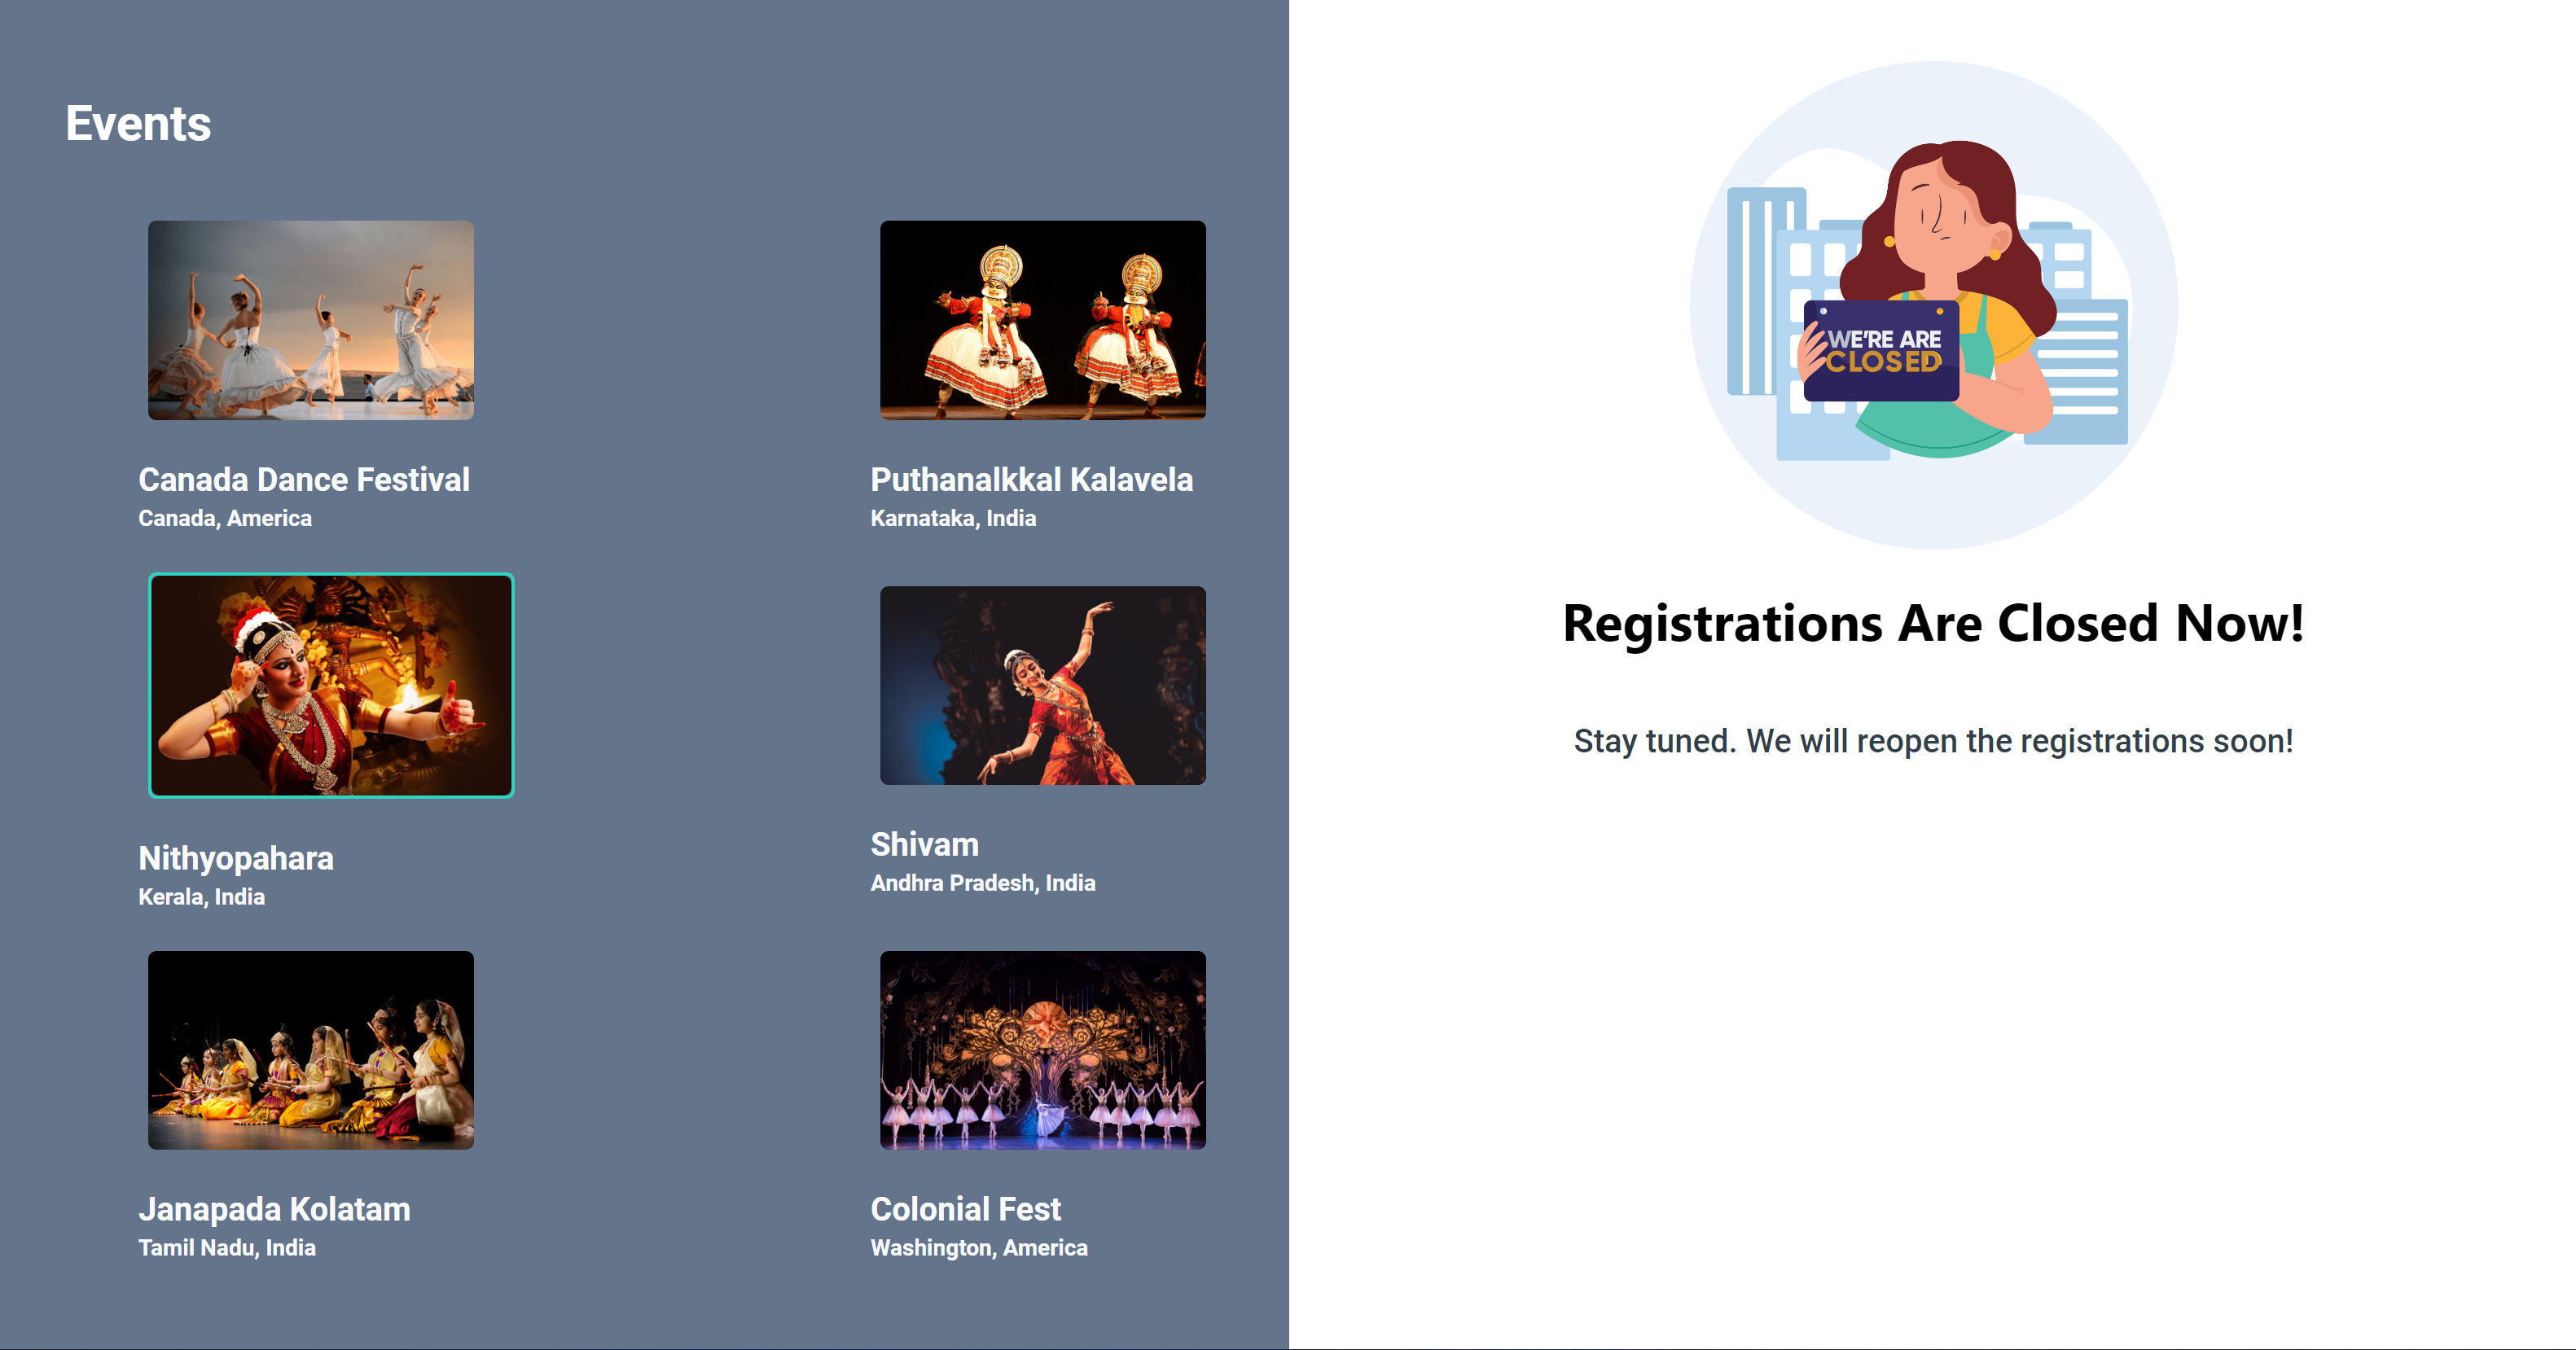 Events
Canada Dance Festival
Canada, America
Puthanalkkal Kalavela
Karnataka, India
Nithyopahara
Kerala, India
Shivam
Andhra Pradesh, India
Janapada Kolatam
Tamil Nadu, India
Colonial Fest
Washington, America
WE'RE ARE
CLOSED
Registrations Are Closed Now!
Stay tuned. We will reopen the registrations soon!